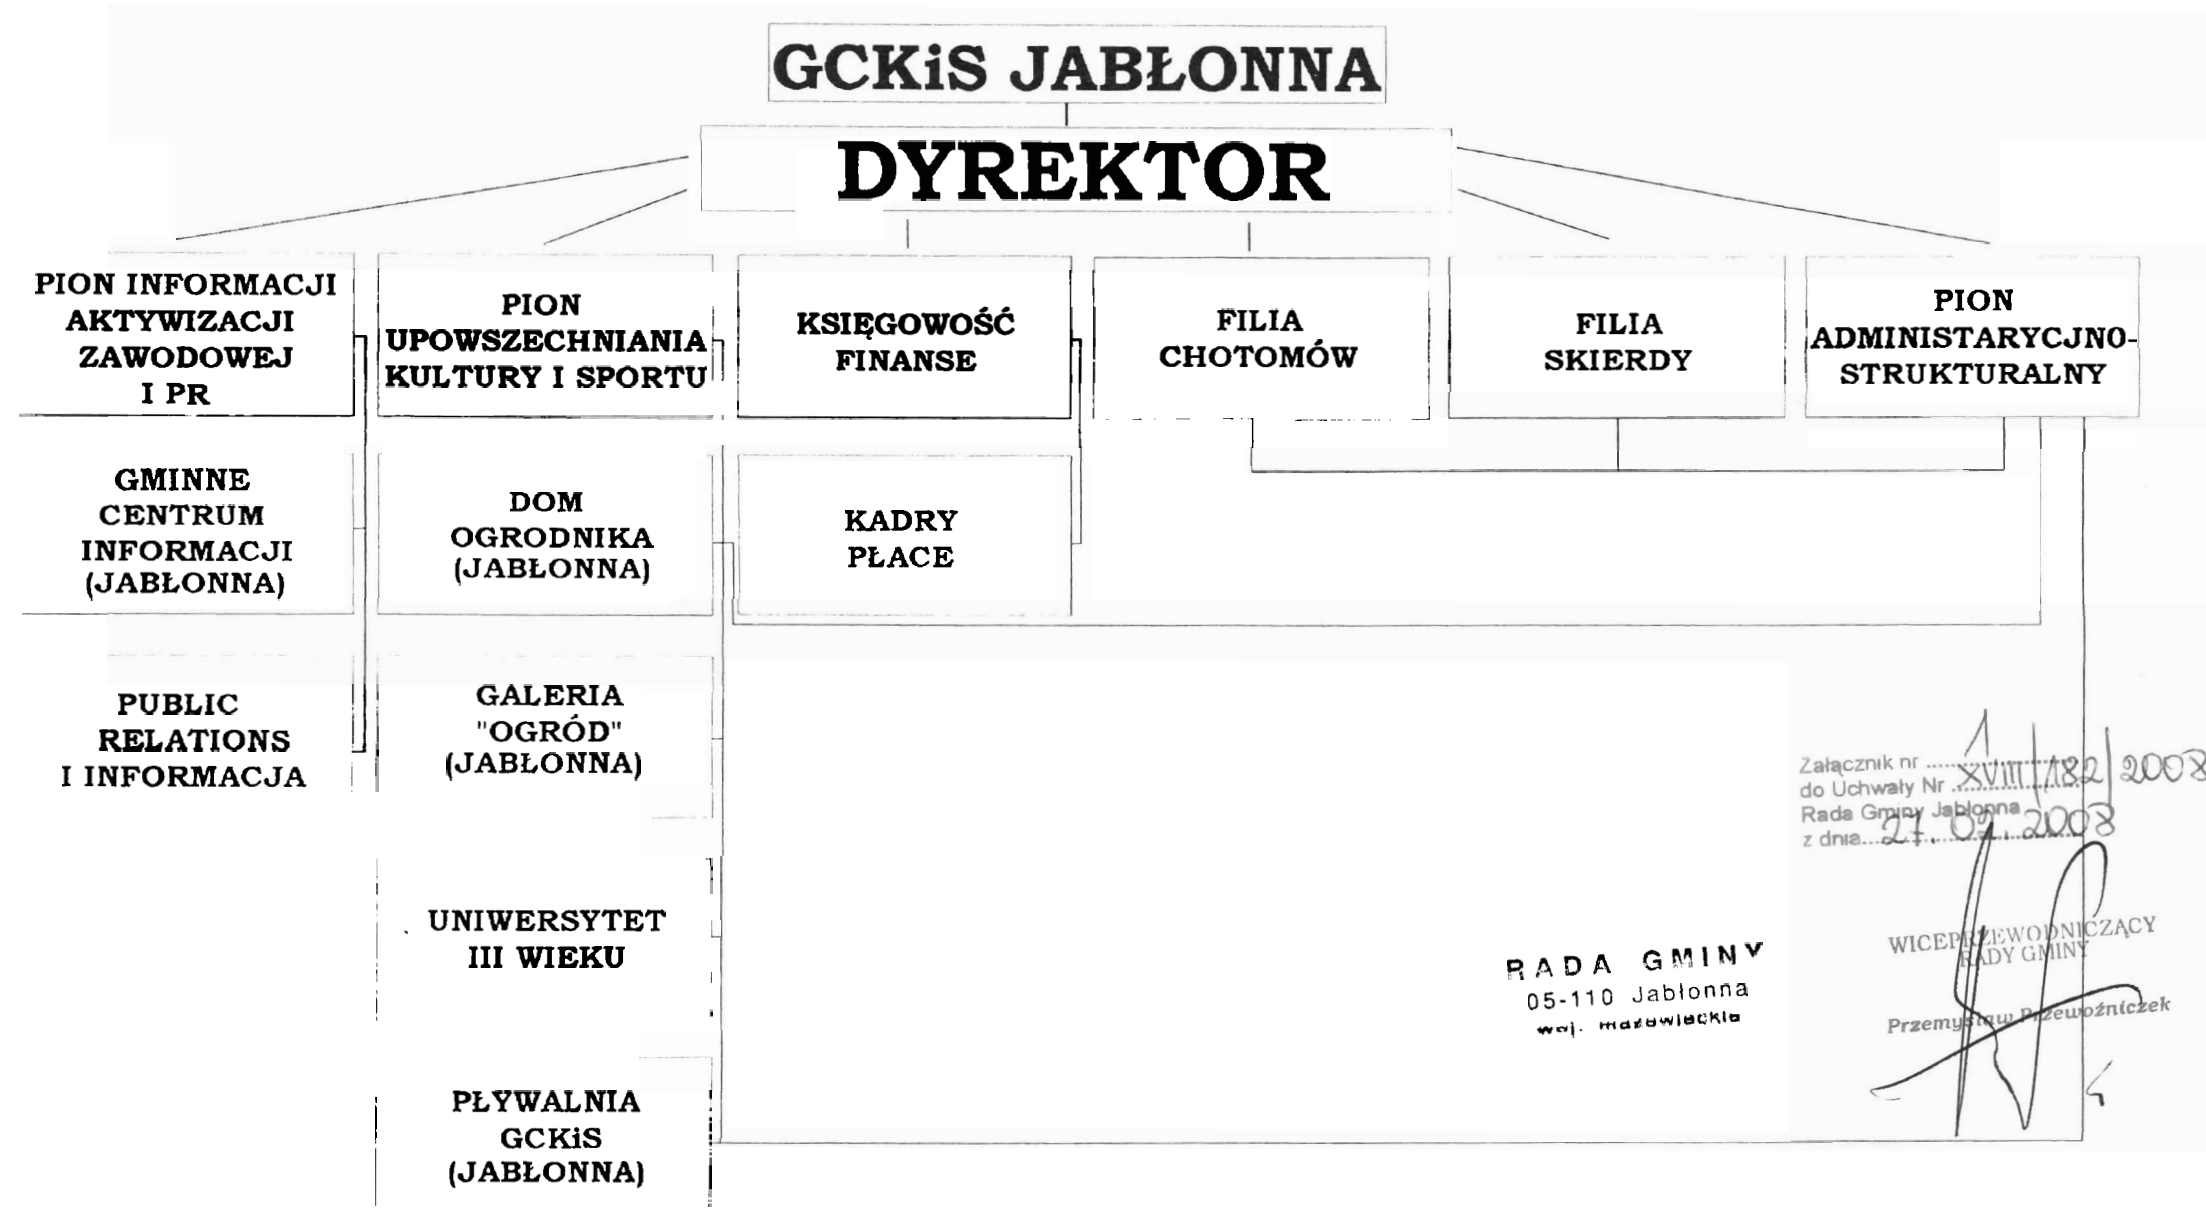 GCKiS JABŁONNA
DYREKTOR
PION INFORMACJI
AKTYWIZACJI
ZAWODOWEJ
I PR
PION
UPOWSZECHNIANIA
KULTURY I SPORTU
KSIĘGOWOŚĆ
FINANSE
FILIA
CHOTOMÓW
FILIA
SKIERDY
PION
ADMINISTARYCJNO-
STRUKTURALNY
GMINNE
CENTRUM
INFORMACJI
(JABŁONNA)
DOM
OGRODNIKA
(JABŁONNA)
KADRY
PŁACE
PUBLIC
RELATIONS
I INFORMACJA
GALERIA
"OGRÓD"
(JABŁONNA)
UNIWERSYTET
III WIEKU
PŁYWALNIA
GCKiS
(JABŁONNA)
Załącznik nr 1
do Uchwały Nr XVIII/182/2008
Rada Gminy Jabłonna
z dnia 27. 2008
RADA GMINY
05-110 Jabłonna
woj. mazowieckie
WICEPRZEWODNICZĄCY
RADY GMINY
Przemysław Przewoźniczek